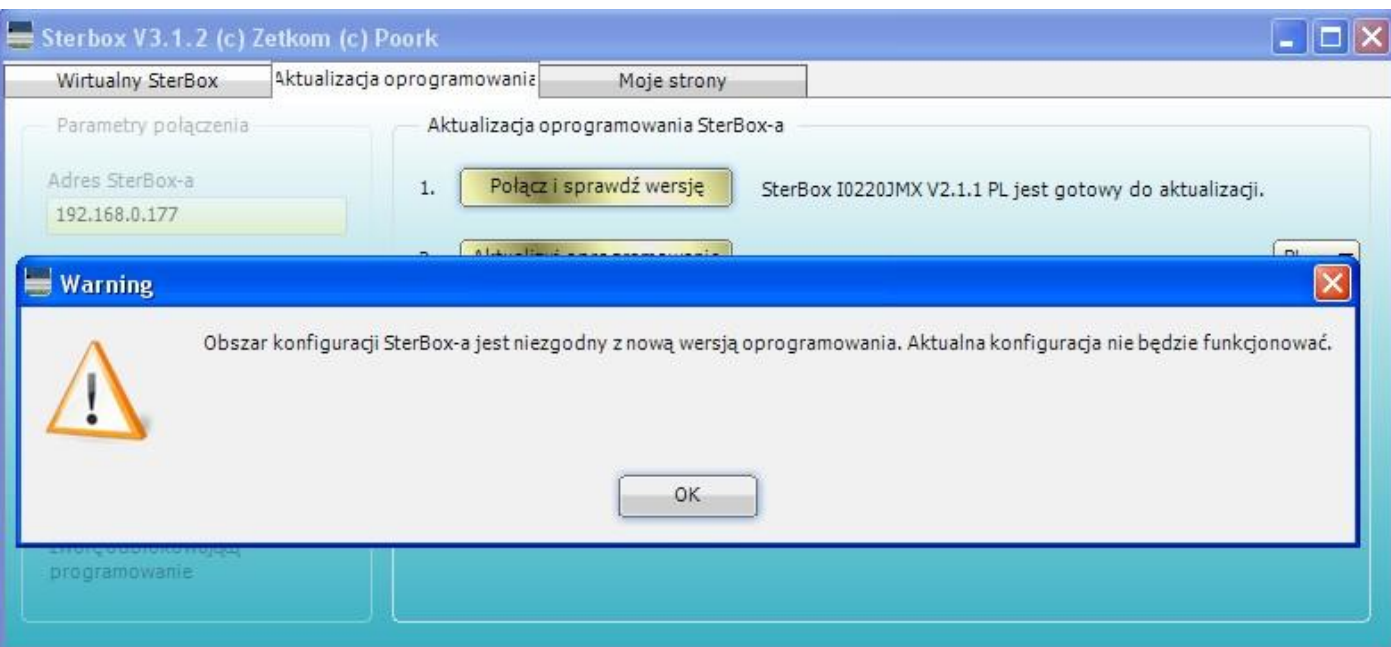 Sterbox V3.1.2 (c) Zetkom (c) Poork
Wirtualny SterBox
Aktualizacja oprogramowania
Moje strony
Parametry połączenia
Adres SterBox-a
192.168.0.177
Aktualizacja oprogramowania SterBox-a
1. Połącz i sprawdź wersję SterBox I0220JMX V2.1.1 PL jest gotowy do aktualizacji.
Warning
Obszar konfiguracji SterBox-a jest niezgodny z nową wersją oprogramowania. Aktualna konfiguracja nie będzie funkcjonować.
OK
programowanie